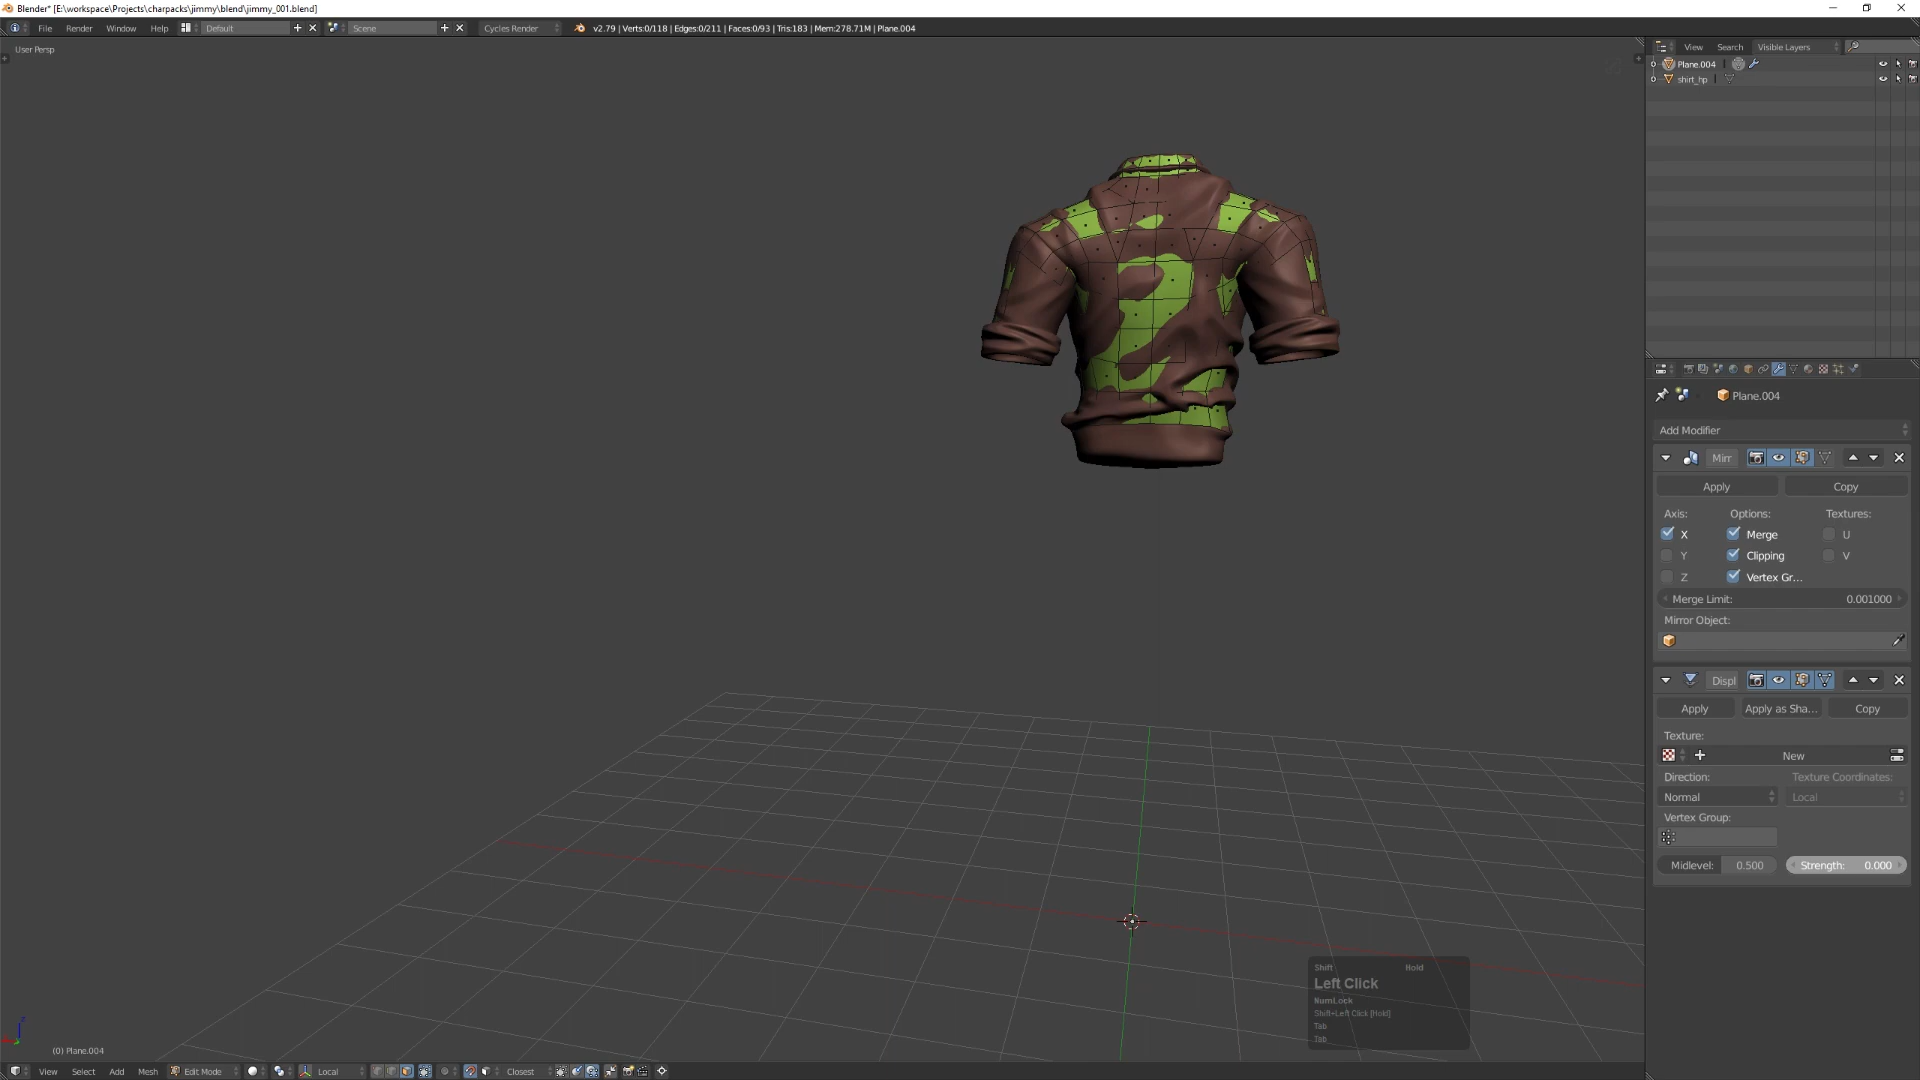 Blender* [E:\workspace\Projects\charpacks\jimmy\blend\jimmy_001.blend]
File Render Window Help Default Scene Cycles Render v2.79 | Verts:0/118 | Edges:0/211 | Faces:0/93 | Tris:183 | Mem:278.71M | Plane.004
User Persp
View Search Visible Layers
Plane.004
shirt_hp
Plane.004
Add Modifier
Mirr
Apply Copy
Axis: Options: Textures:
X Merge U
Y Clipping V
Z Vertex Gr...
Merge Limit: 0.001000
Mirror Object:
Displ
Apply Apply as Sha... Copy
Texture:
New
Direction: Texture Coordinates:
Normal Local
Vertex Group:
Midlevel: 0.500 Strength: 0.000
Shift Hold
Left Click
NumLock
Shift+Left Click [Hold]
Tab
Tab
(0) Plane.004
View Select Add Mesh Edit Mode Local Closest